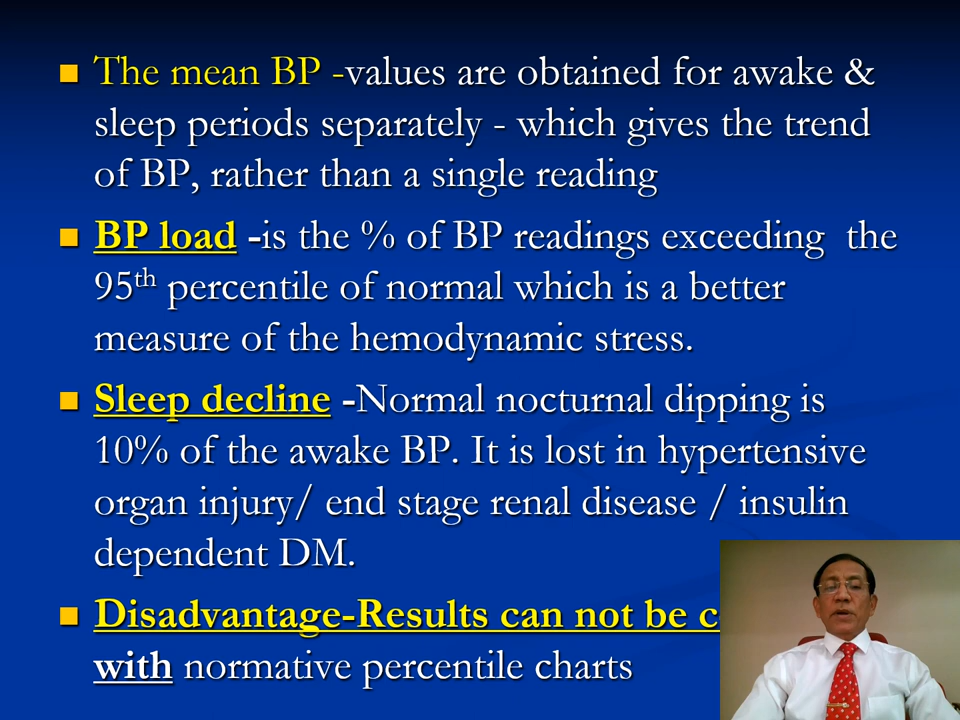 The mean BP -values are obtained for awake &
sleep periods separately - which gives the trend
of BP, rather than a single reading
BP load -is the % of BP readings exceeding the
95th percentile of normal which is a better
measure of the hemodynamic stress.
Sleep decline -Normal nocturnal dipping is
10% of the awake BP. It is lost in hypertensive
organ injury/ end stage renal disease / insulin
dependent DM.
Disadvantage-Results can not be
with normative percentile charts